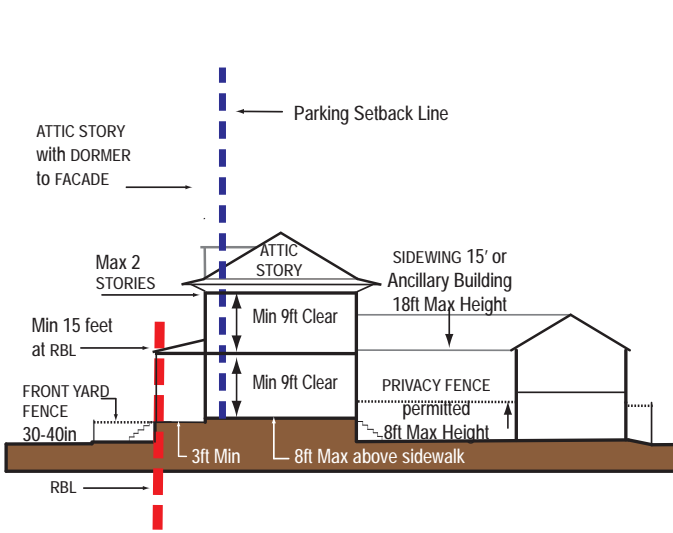 Parking Setback Line
ATTIC STORY
with DORMER
to FACADE
ATTIC
STORY
SIDEWING 15' or
Ancillary Building
18ft Max Height
Max 2
STORIES
Min 9ft Clear
Min 15 feet
at RBL
Min 9ft Clear
PRIVACY FENCE
permitted
8ft Max Height
FRONT YARD
FENCE
30-40in
3ft Min
8ft Max above sidewalk
RBL